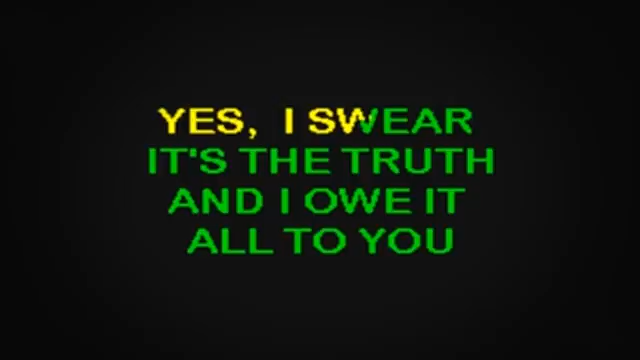 YES, I SWEAR
IT'S THE TRUTH
AND I OWE IT
ALL TO YOU